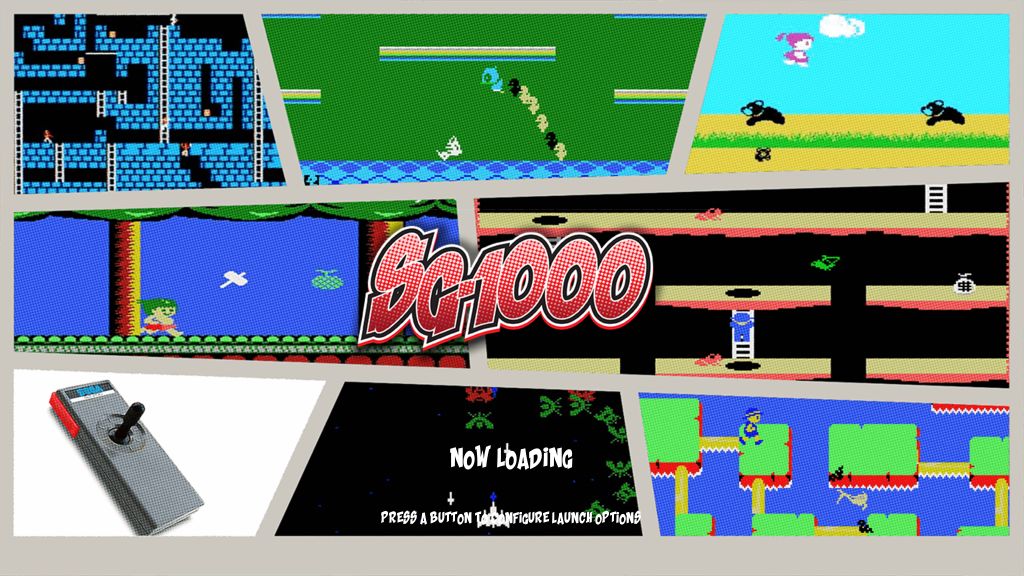 SG-1000
NOW LOADING
PRESS A BUTTON TO CONFIGURE LAUNCH OPTIONS